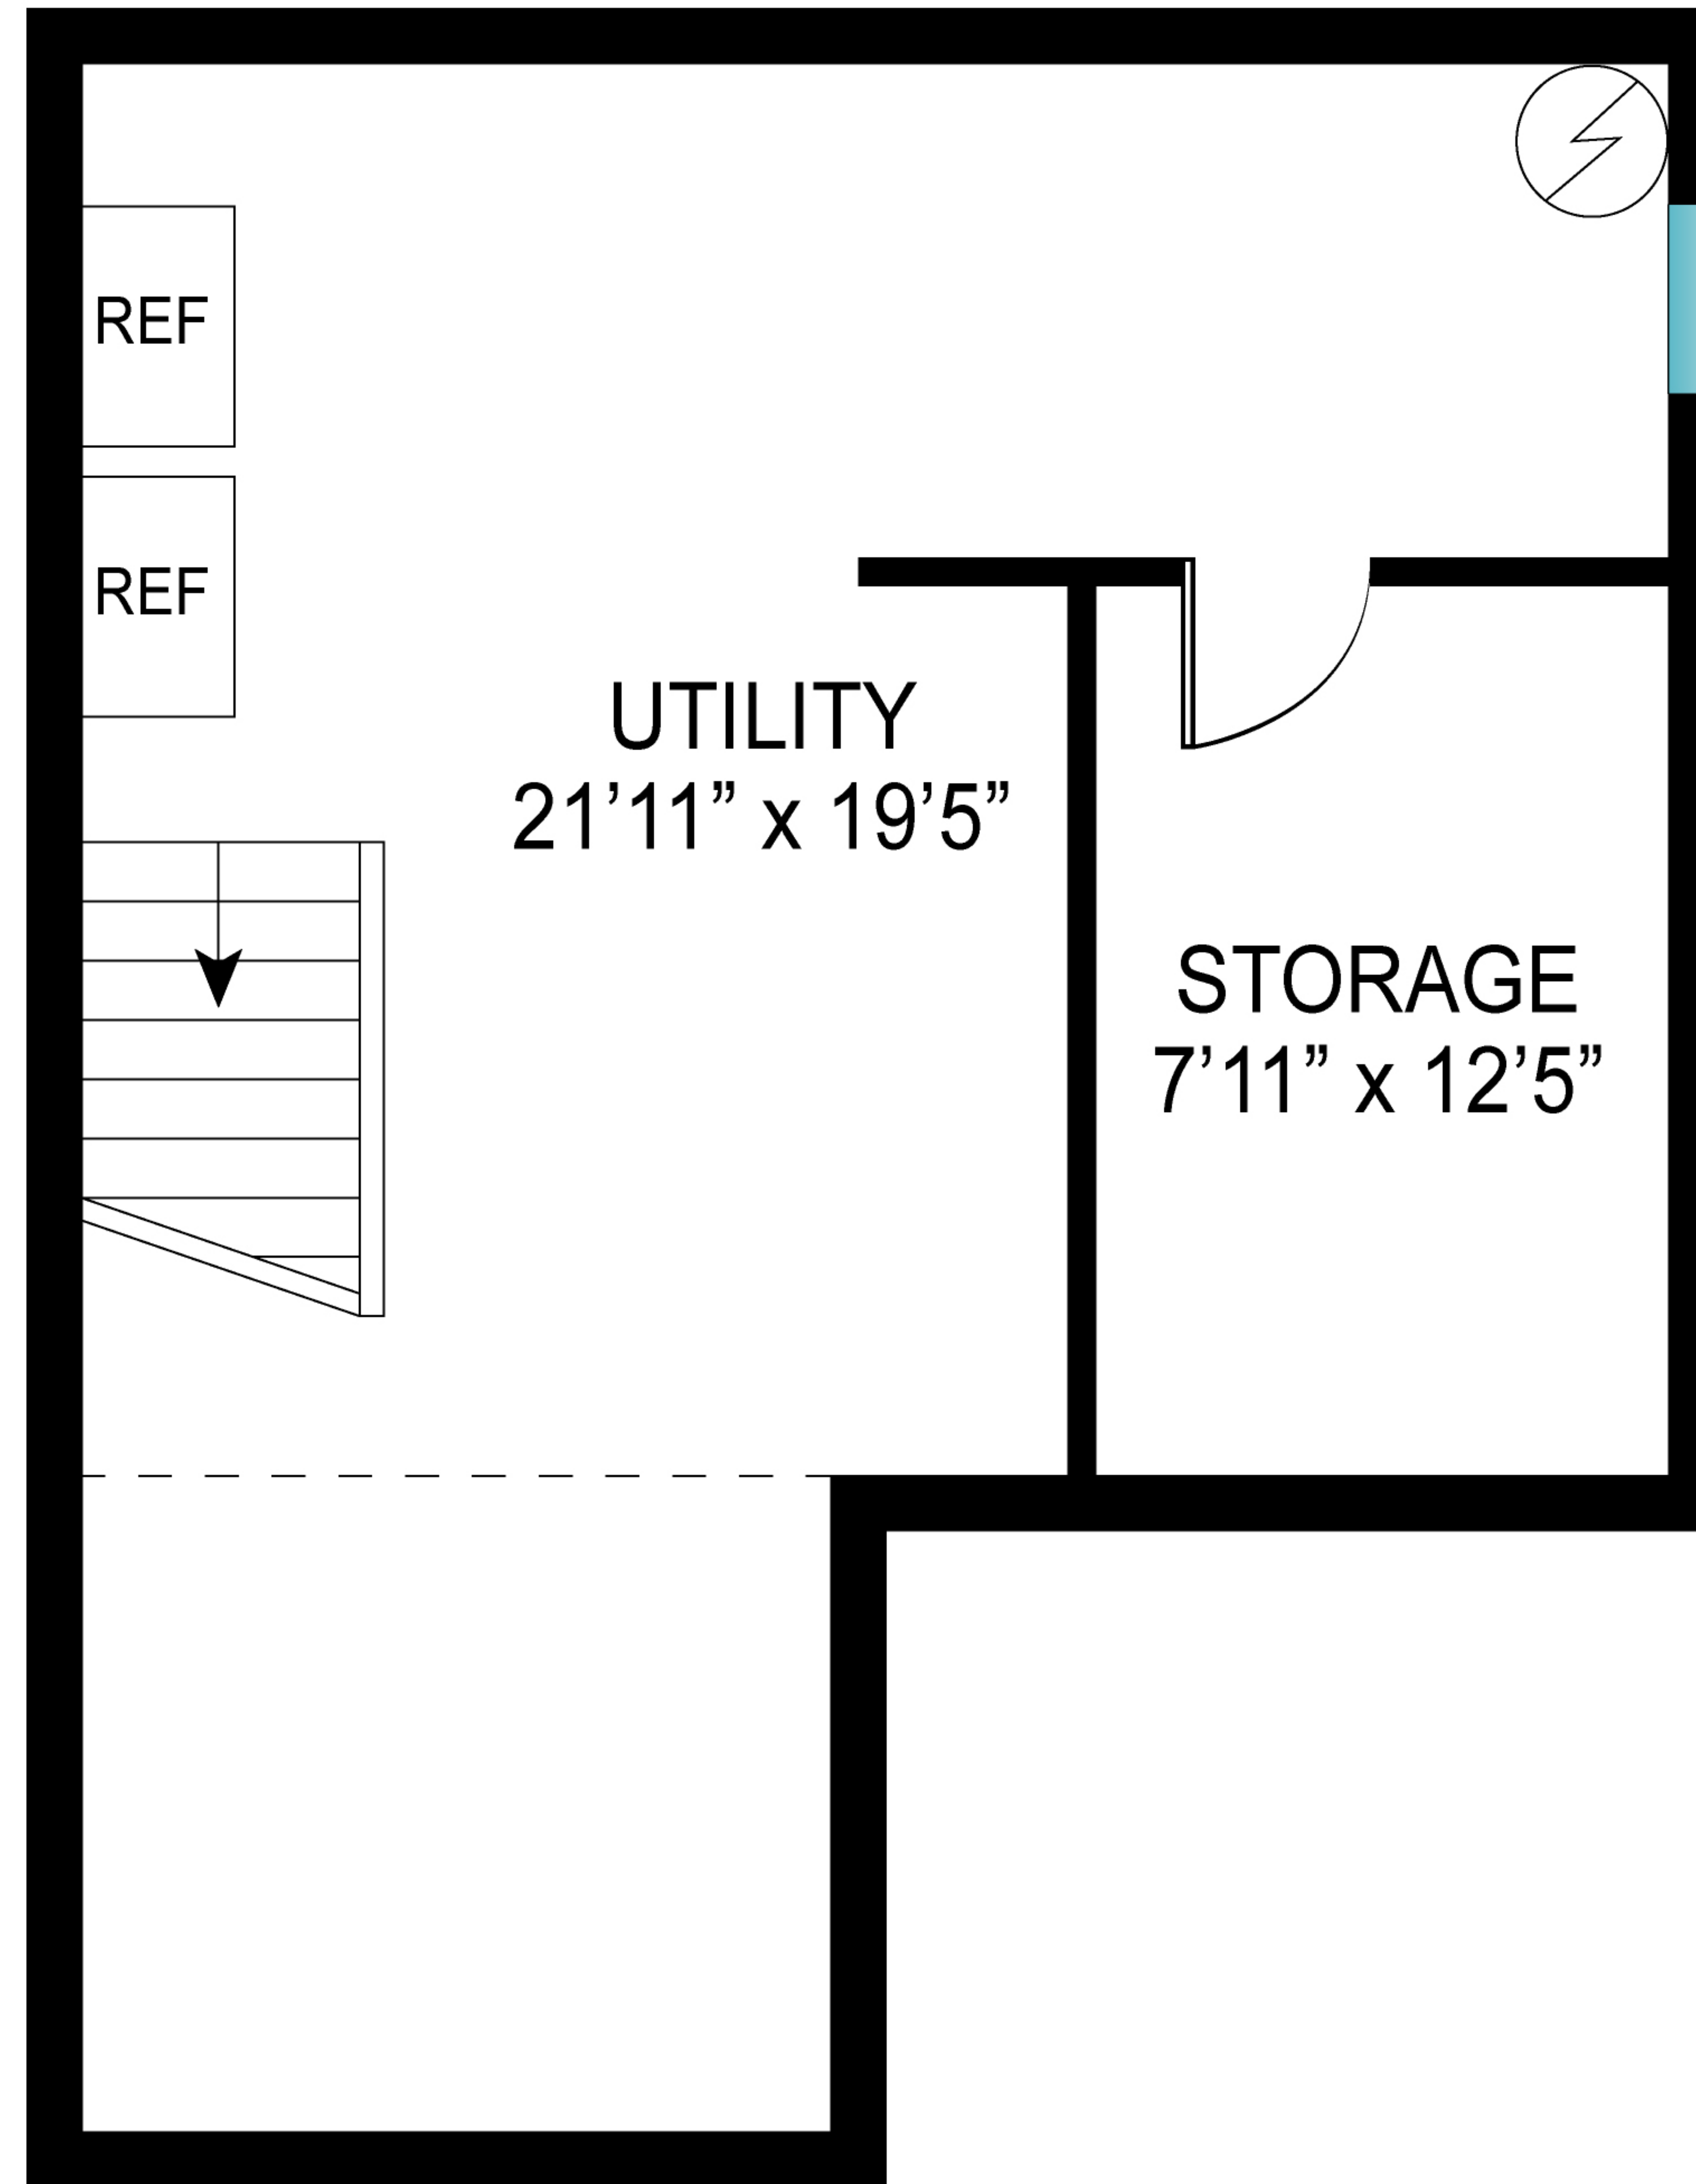 REF
REF
UTILITY
21’11” x 19’5”
STORAGE
7’11” x 12’5”